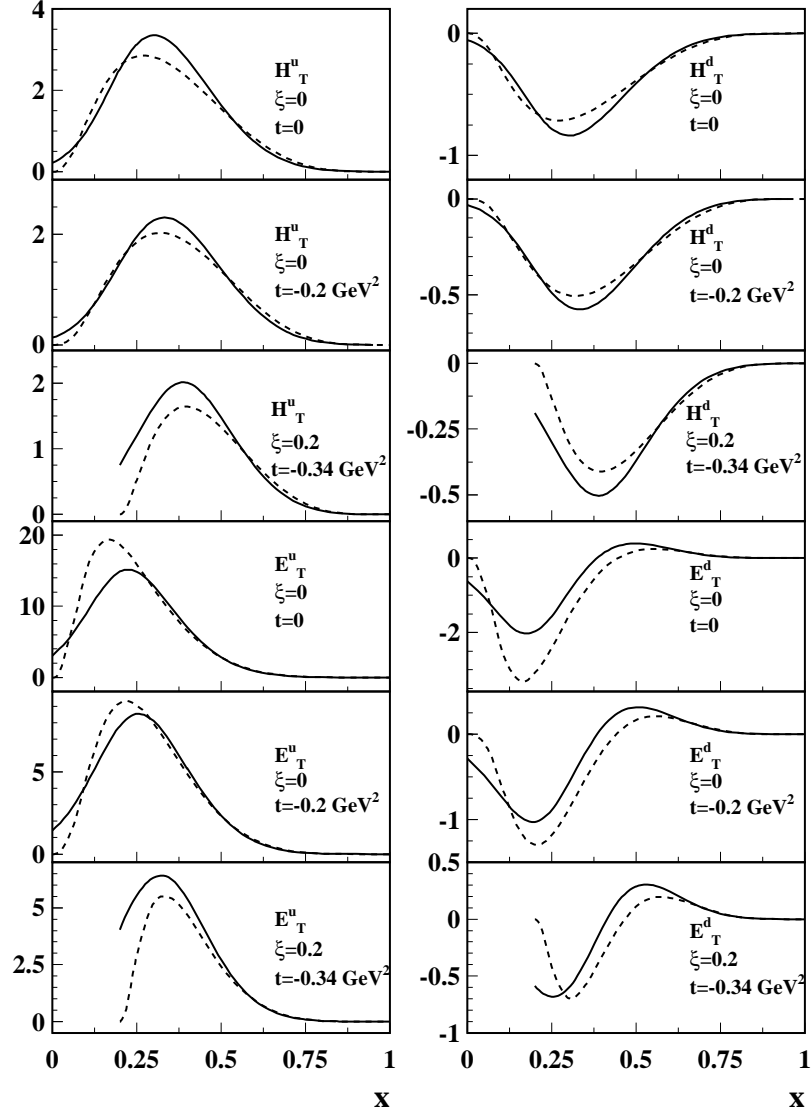 4
2
0
H^u_T
ξ=0
t=0
0
-1
H^d_T
ξ=0
t=0
2
0
H^u_T
ξ=0
t=-0.2 GeV^2
0
-0.5
H^d_T
ξ=0
t=-0.2 GeV^2
2
1
0
H^u_T
ξ=0.2
t=-0.34 GeV^2
0
-0.25
-0.5
H^d_T
ξ=0.2
t=-0.34 GeV^2
20
10
0
E^u_T
ξ=0
t=0
0
-2
E^d_T
ξ=0
t=0
5
0
E^u_T
ξ=0
t=-0.2 GeV^2
0
-1
E^d_T
ξ=0
t=-0.2 GeV^2
5
2.5
0
E^u_T
ξ=0.2
t=-0.34 GeV^2
0.5
0
-0.5
-1
E^d_T
ξ=0.2
t=-0.34 GeV^2
0 0.25 0.5 0.75 1
x
0 0.25 0.5 0.75 1
x